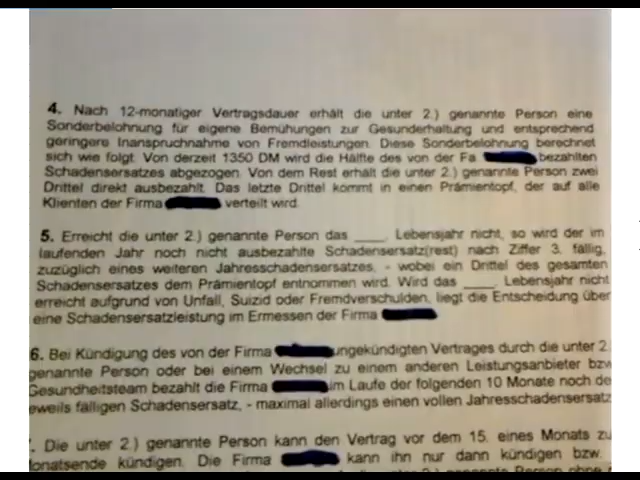 4. Nach 12-monatiger Vertragsdauer erhält die unter 2.) genannte Person eine
Sonderbelohnung für eigene Bemühungen zur Gesunderhaltung und entsprechend
geringere Inanspruchnahme von Fremdleistungen. Diese Sonderbelohnung berechnet
sich wie folgt. Von derzeit 1350 DM wird die Hälfte des von der Fa. bezahlten
Schadensersatzes abgezogen. Von dem Rest erhält die unter 2.) genannte Person zwei
Drittel direkt ausbezahlt. Das letzte Drittel kommt in einen Prämientopf, der auf alle
Klienten der Firma verteilt wird.
5. Erreicht die unter 2.) genannte Person das ____ Lebensjahr nicht, so wird der im
laufenden Jahr noch nicht ausbezahlte Schadensersatz(rest) nach Ziffer 3. fällig,
zuzüglich eines weiteren Jahresschadensersatzes, - wobei ein Drittel des gesamten
Schadensersatzes dem Prämientopf entnommen wird. Wird das ____ Lebensjahr nicht
erreicht aufgrund von Unfall, Suizid oder Fremdverschulden, liegt die Entscheidung über
eine Schadensersatzleistung im Ermessen der Firma
6. Bei Kündigung des von der Firma ungekündigten Vertrages durch die unter 2.
genannte Person oder bei einem Wechsel zu einem anderen Leistungsanbieter bzw
Gesundheitsteam bezahlt die Firma im Laufe der folgenden 10 Monate noch de
eweils fälligen Schadensersatz, - maximal allerdings einen vollen Jahresschadensersatz
. Die unter 2.) genannte Person kann den Vertrag vor dem 15. eines Monats zu
onatsende kündigen. Die Firma kann ihn nur dann kündigen bzw.